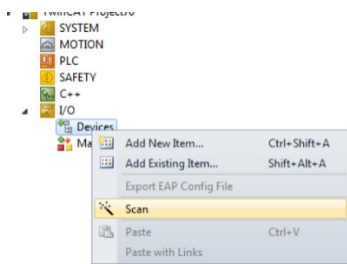 SYSTEM
MOTION
PLC
SAFETY
C++
I/O
Devices
Ma
Add New Item... Ctrl+Shift+A
Add Existing Item... Shift+Alt+A
Export EAP Config File
Scan
Paste Ctrl+V
Paste with Links